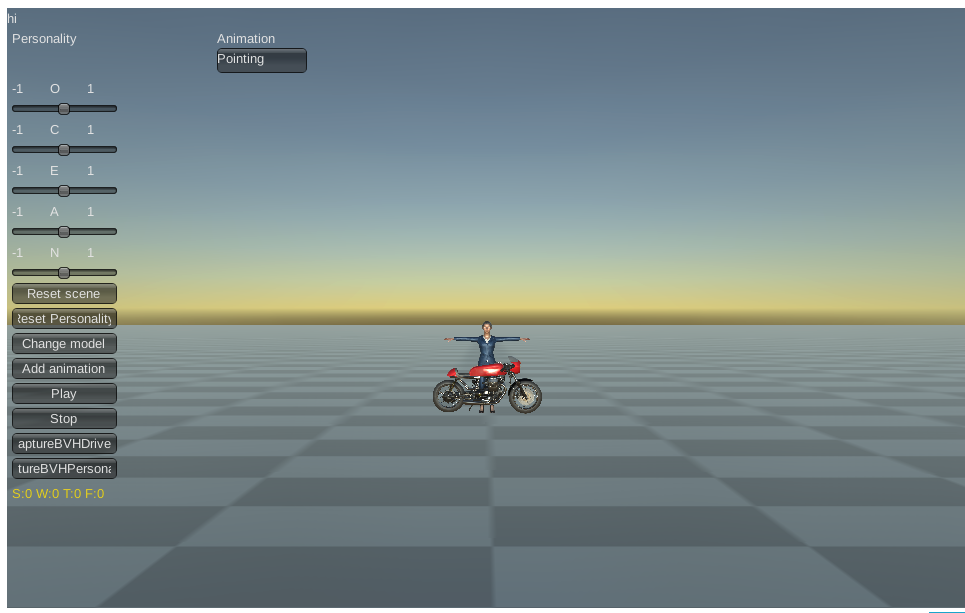 hi
Personality
Animation
Pointing
-1 O 1
-1 C 1
-1 E 1
-1 A 1
-1 N 1
Reset scene
Reset Personality
Change model
Add animation
Play
Stop
aptureBVHDrive
tureBVHPersona
S:0 W:0 T:0 F:0